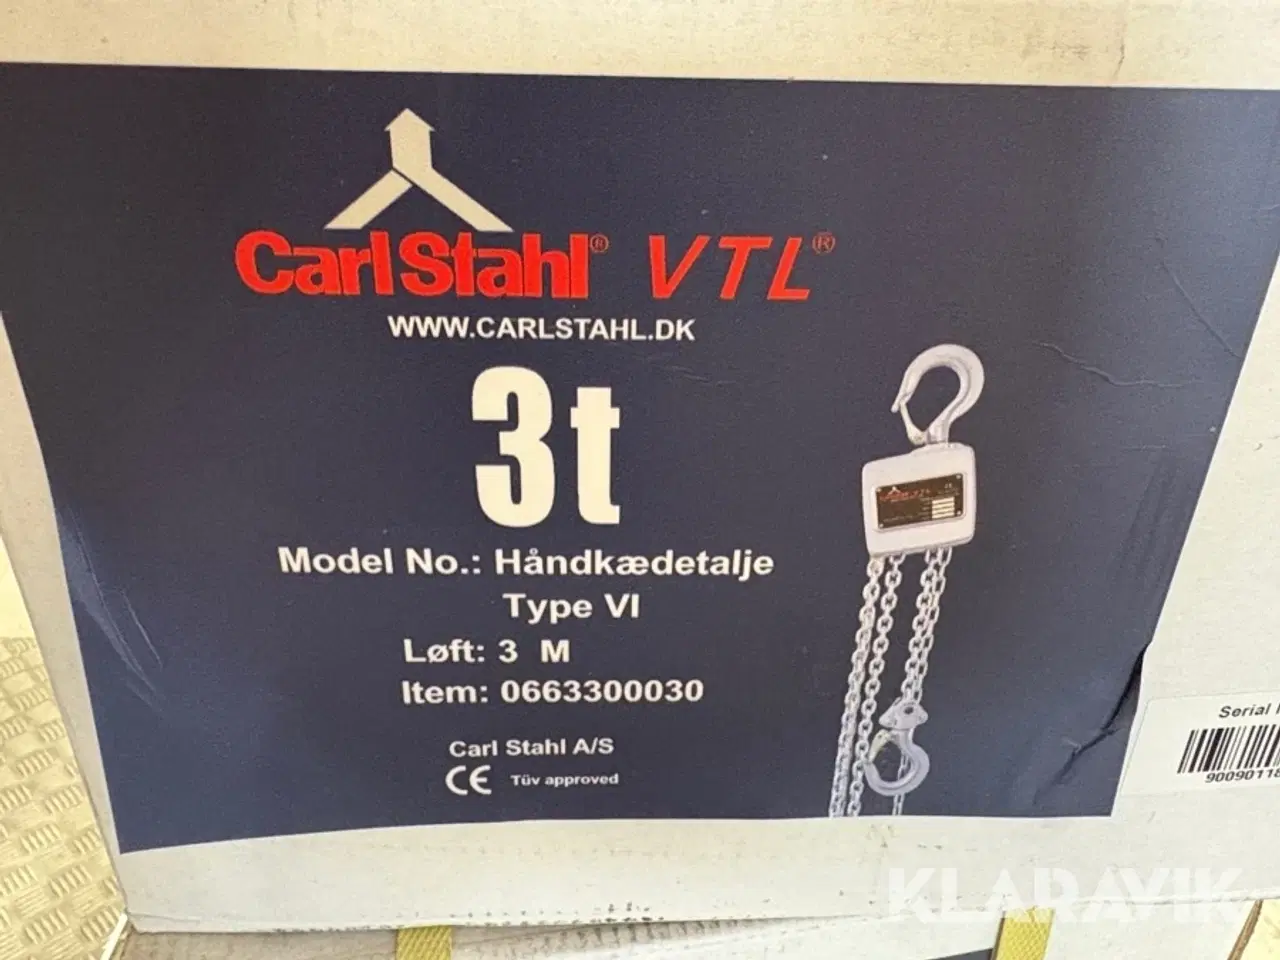 CarlStahl® VTL®
WWW.CARLSTAHL.DK
3t
Model No.: Håndkædetalje
Type VI
Løft: 3 M
Item: 0663300030
Carl Stahl A/S
CE Tüv approved
Serial
9009011
KLARAVIK